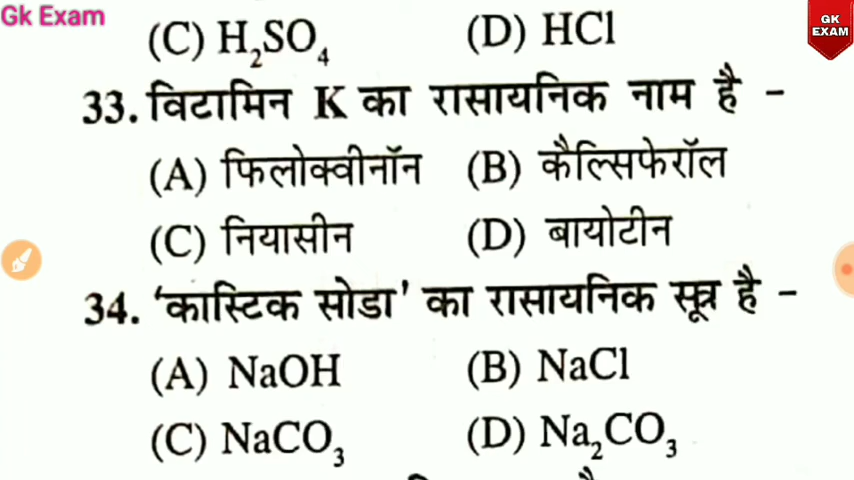 Gk Exam
GK
EXAM
(C) H₂SO₄ (D) HCl
33. विटामिन K का रासायनिक नाम है -
(A) फिलोक्वीनॉन (B) कैल्सिफेरॉल
(C) नियासीन (D) बायोटीन
34. 'कास्टिक सोडा' का रासायनिक सूत्र है -
(A) NaOH (B) NaCl
(C) NaCO₃ (D) Na₂CO₃